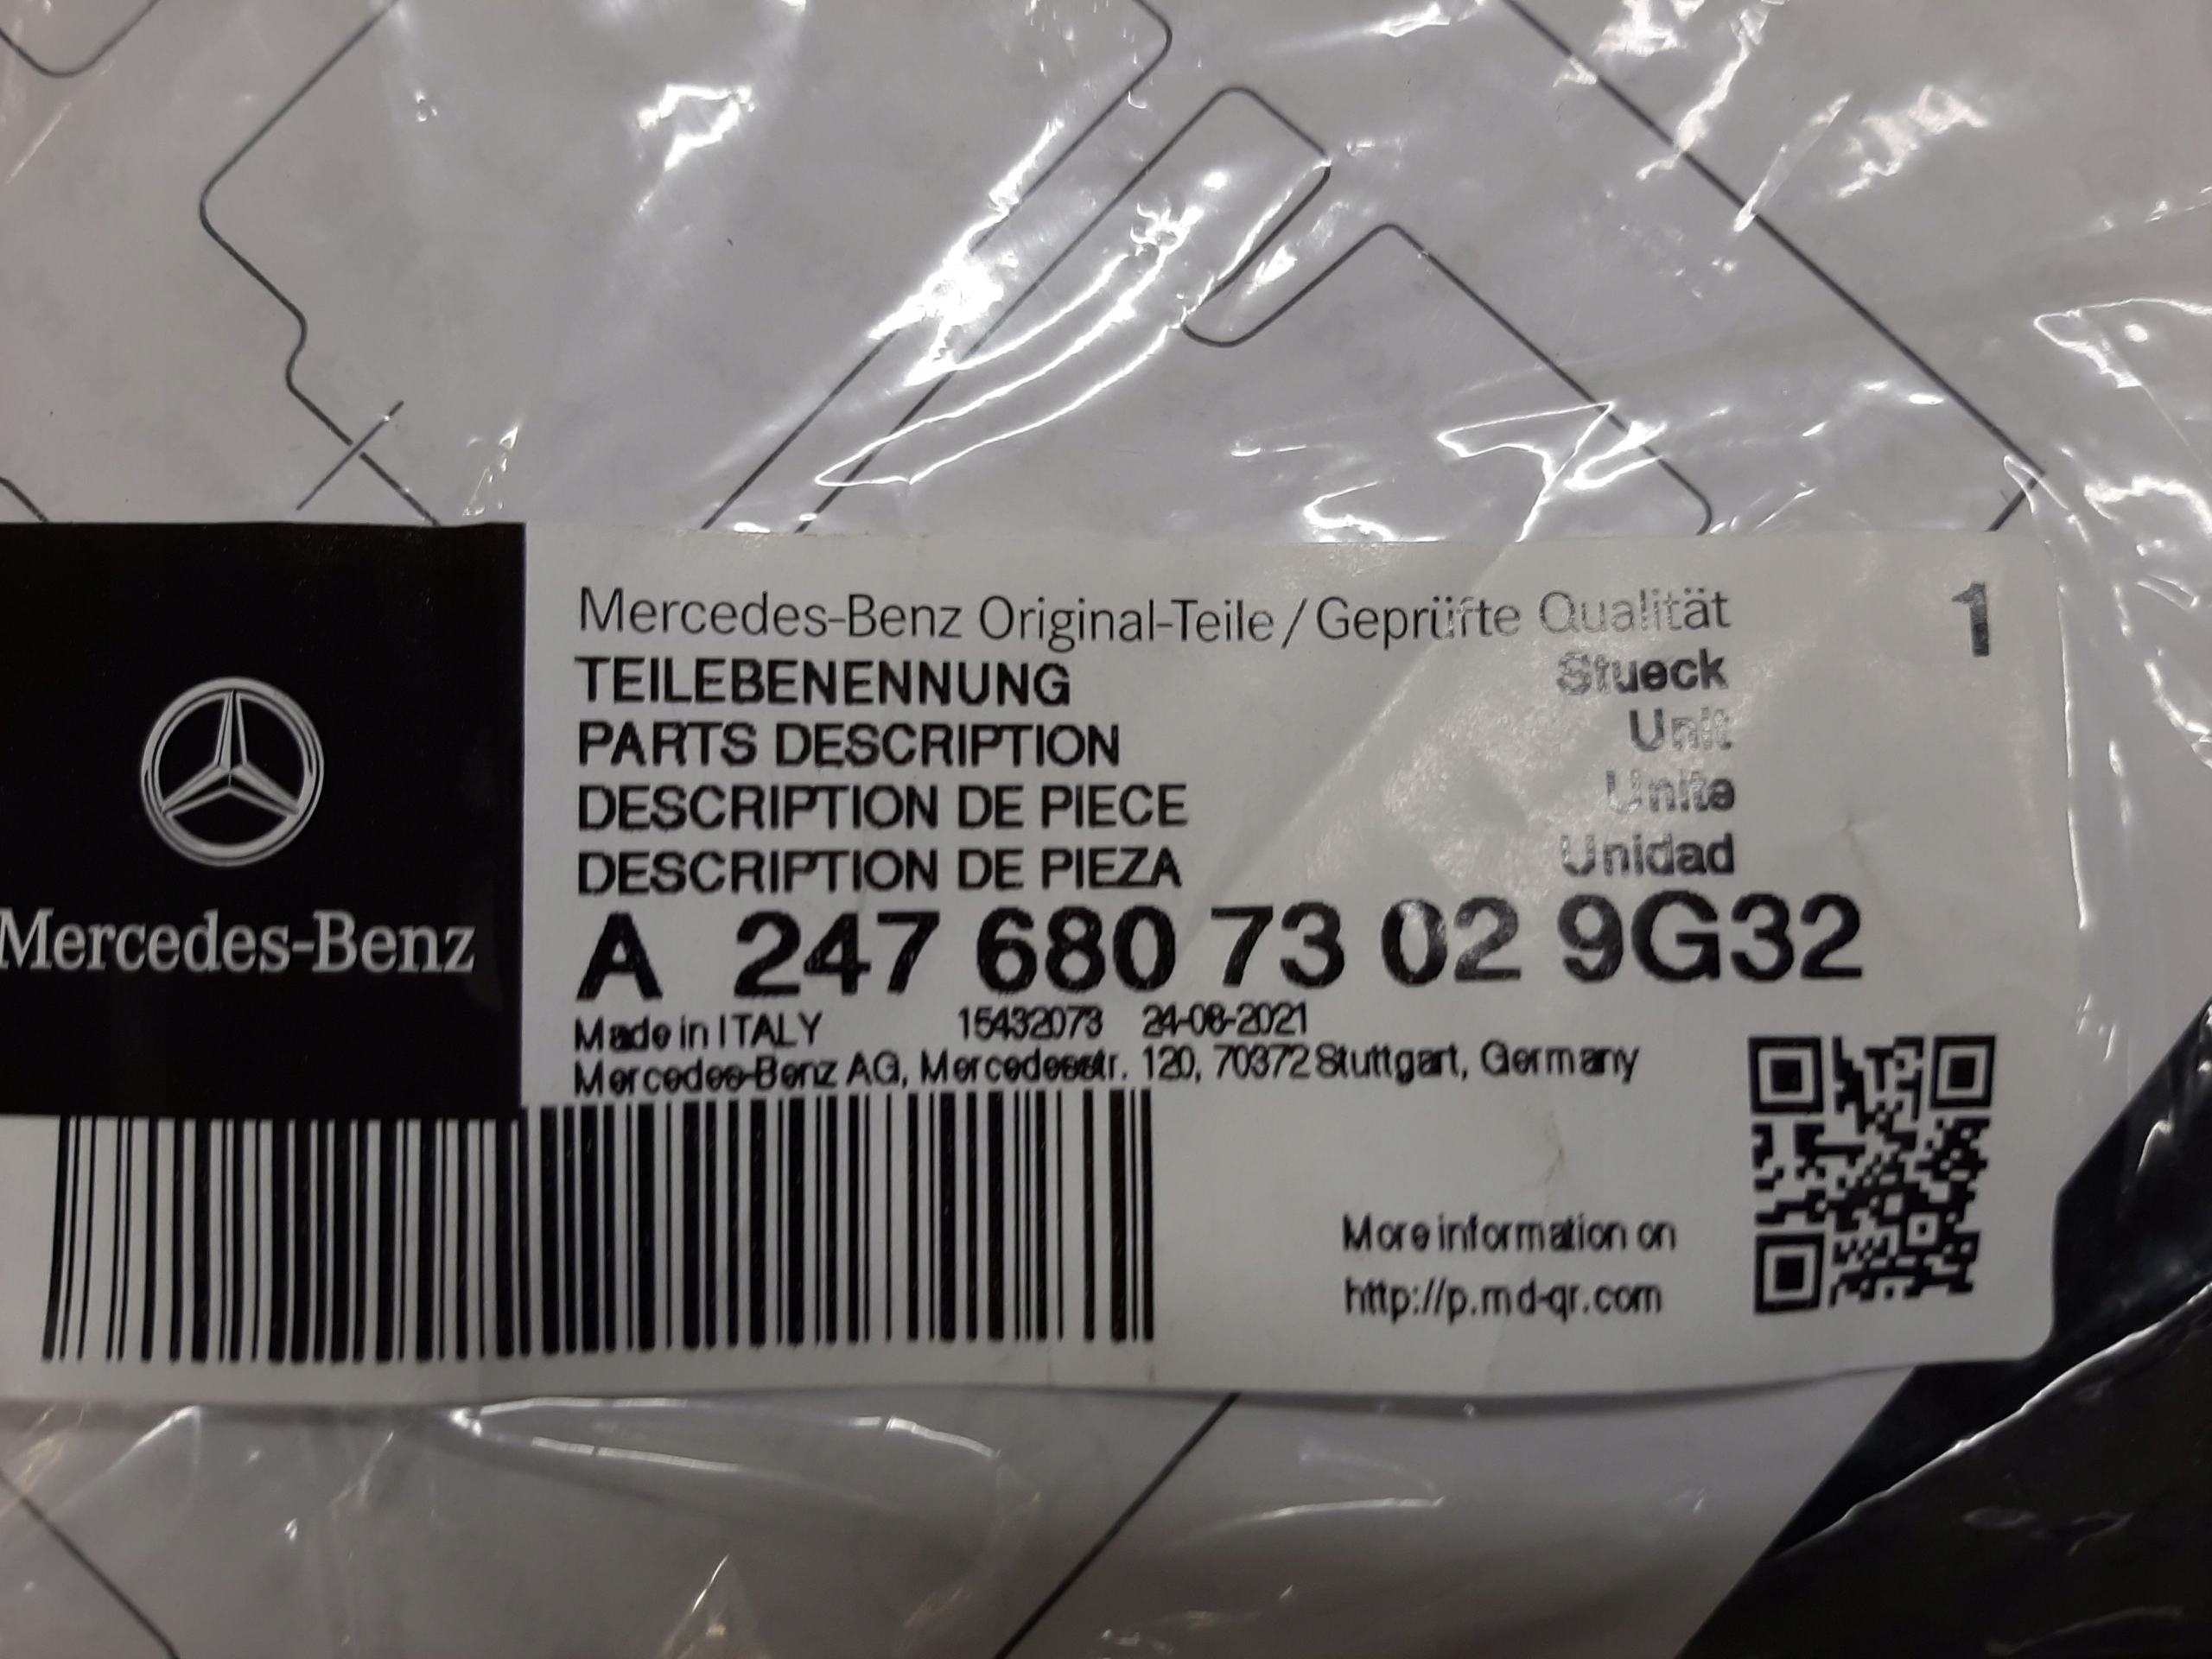 Mercedes-Benz
Mercedes-Benz Original-Teile / Geprüfte Qualität
1
TEILEBENENNUNG Stueck
PARTS DESCRIPTION Unit
DESCRIPTION DE PIECE Unite
DESCRIPTION DE PIEZA Unidad
A 247 680 73 02 9G32
Made in ITALY 15432073 24-08-2021
Mercedes-Benz AG, Mercedesstr. 120, 70372 Stuttgart, Germany
More information on
http://p.md-qr.com